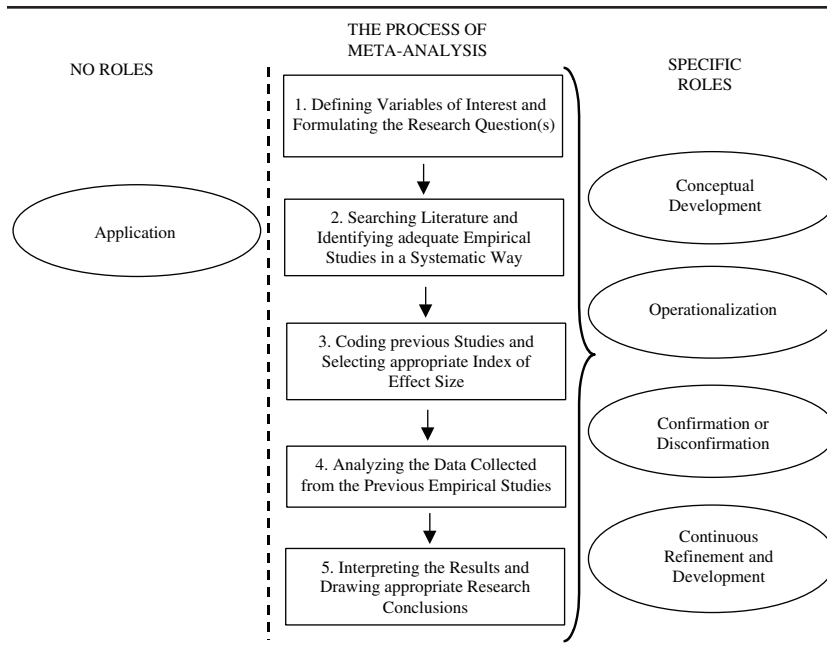 THE PROCESS OF
META-ANALYSIS
NO ROLES
SPECIFIC
ROLES
1. Defining Variables of Interest and
Formulating the Research Question(s)
Application
2. Searching Literature and
Identifying adequate Empirical
Studies in a Systematic Way
3. Coding previous Studies and
Selecting appropriate Index of
Effect Size
4. Analyzing the Data Collected
from the Previous Empirical Studies
5. Interpreting the Results and
Drawing appropriate Research
Conclusions
Conceptual
Development
Operationalization
Confirmation or
Disconfirmation
Continuous
Refinement and
Development